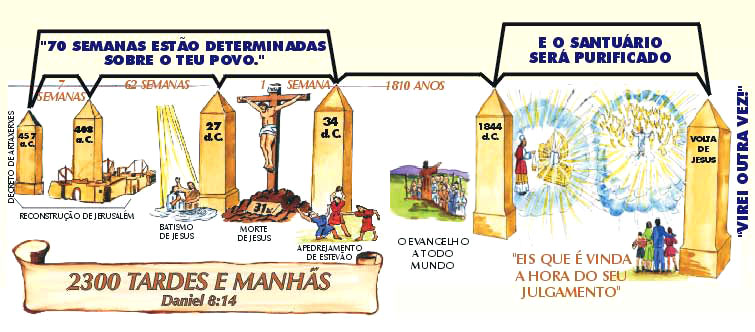 "70 SEMANAS ESTÃO DETERMINADAS
SOBRE O TEU POVO."
E O SANTUÁRIO
SERÁ PURIFICADO
7
SEMANAS
62 SEMANAS
1 SEMANA
1810 ANOS
DECRETO DE ARTAXERXES
457
a.C.
408
a.C.
27
d.C.
31
34
d.C.
1844
d.C.
VOLTA
DE
JESUS
"VIREI OUTRA VEZ!"
RECONSTRUÇÃO DE JERUSALÉM
BATISMO
DE JESUS
MORTE
DE JESUS
APEDREJAMENTO
DE ESTEVÃO
O EVANGELHO
A TODO
MUNDO
"EIS QUE É VINDA
A HORA DO SEU
JULGAMENTO"
2300 TARDES E MANHÃS
Daniel 8:14